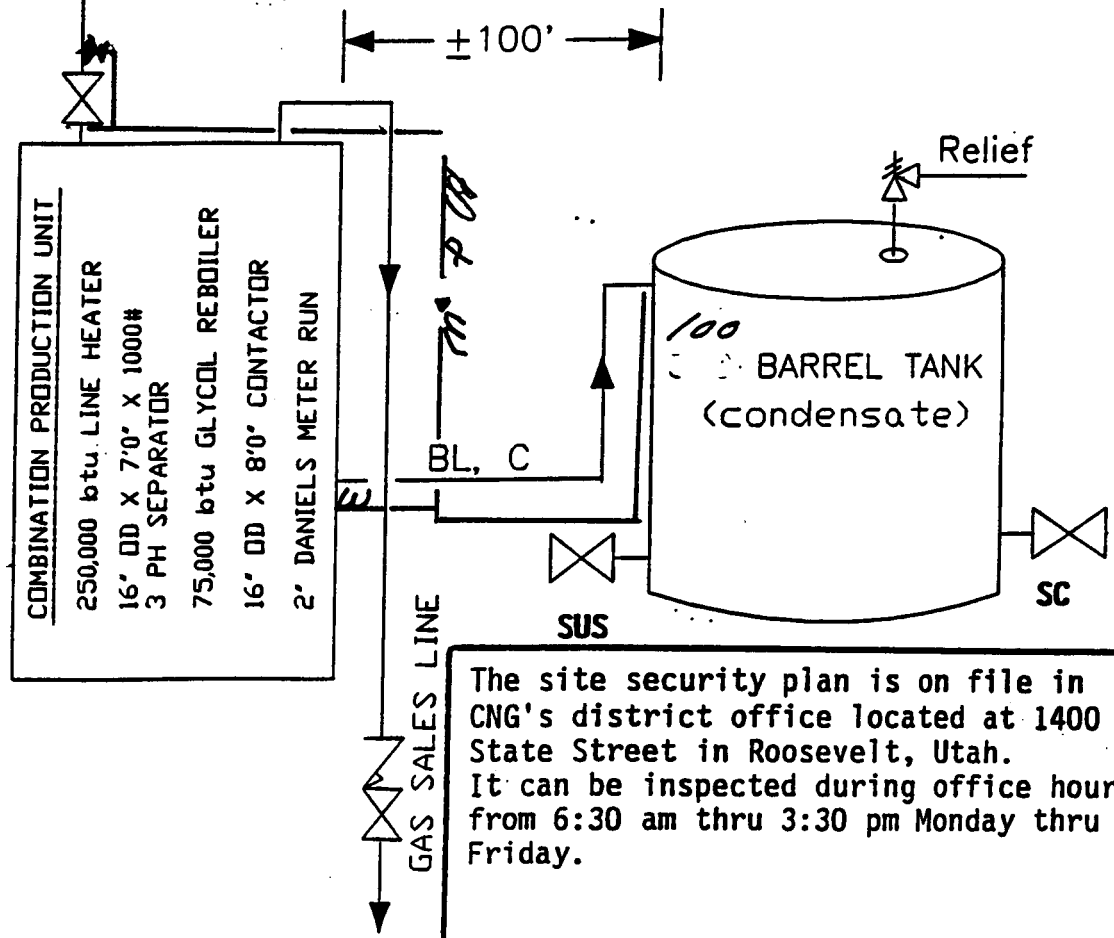 ±100'
COMBINATION PRODUCTION UNIT
250,000 btu. LINE HEATER
16" OD X 7'0" X 1000#
3 PH SEPARATOR
75,000 btu GLYCOL REBOILER
16" OD X 8'0" CONTACTOR
2" DANIELS METER RUN
Relief
100
BARREL TANK
(condensate)
BL, C
SUS
SC
GAS SALES LINE
The site security plan is on file in
CNG's district office located at 1400
State Street in Roosevelt, Utah.
It can be inspected during office hour
from 6:30 am thru 3:30 pm Monday thru
Friday.